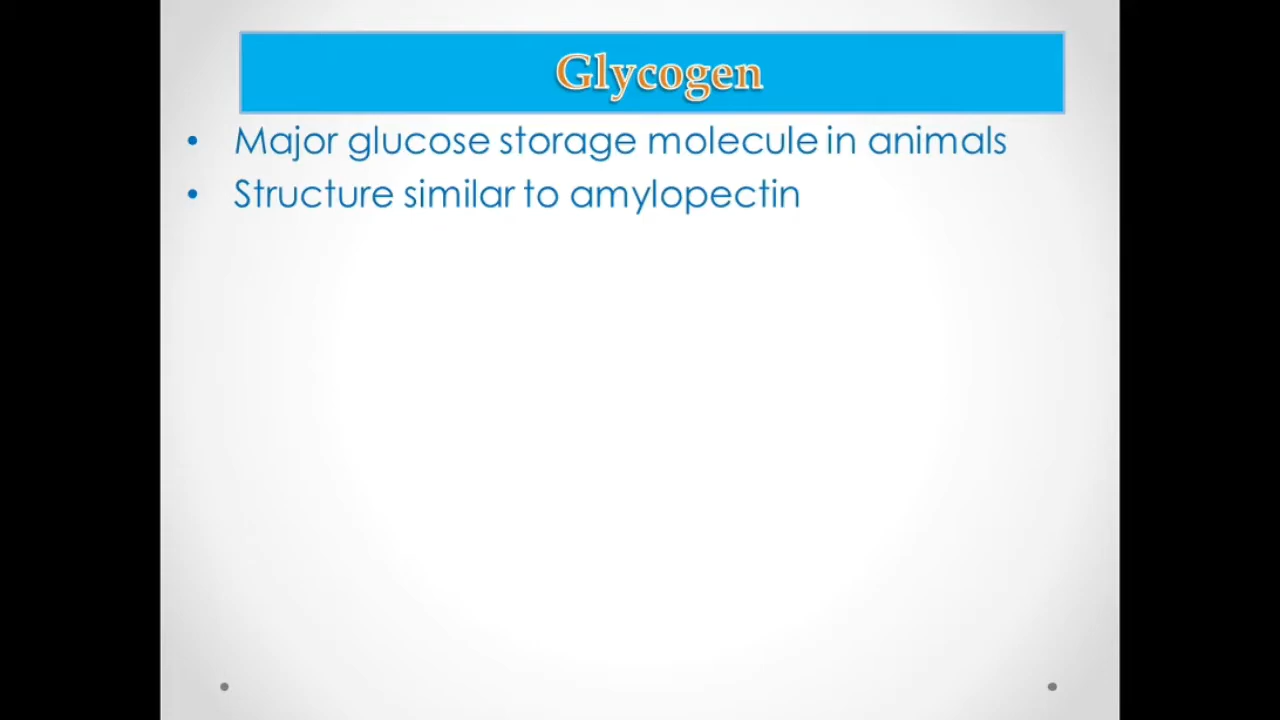 Glycogen
• Major glucose storage molecule in animals
• Structure similar to amylopectin